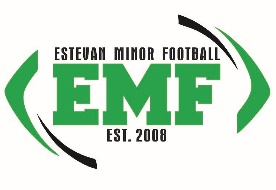 ESTEVAN MINOR FOOTBALL
EMF
EST. 2008